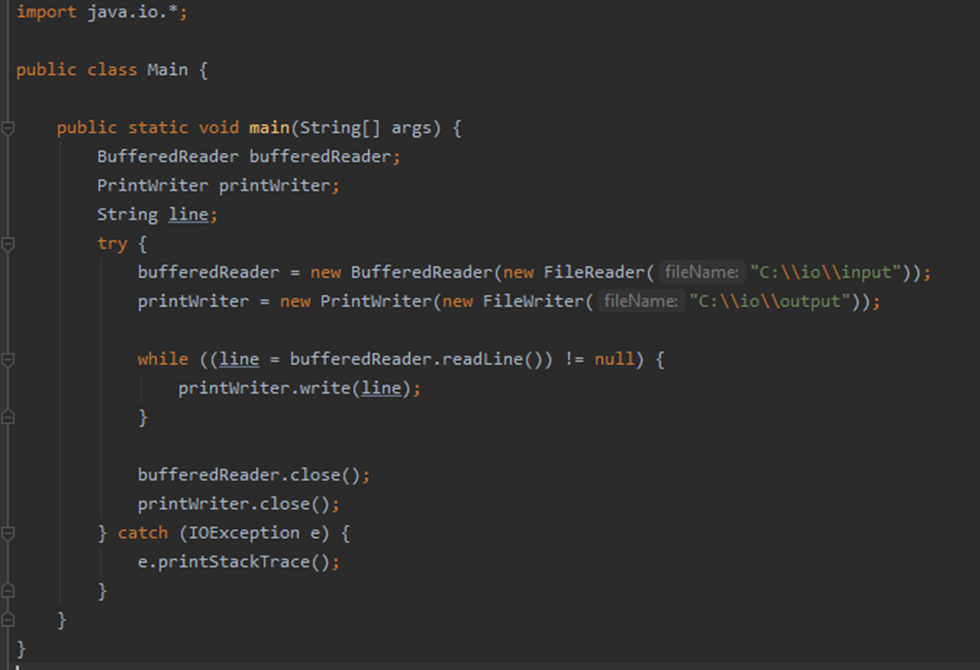 import java.io.*;
public class Main {
public static void main(String[] args) {
BufferedReader bufferedReader;
PrintWriter printWriter;
String line;
try {
bufferedReader = new BufferedReader(new FileReader( fileName: "C:\\io\\input"));
printWriter = new PrintWriter(new FileWriter( fileName: "C:\\io\\output"));
while ((line = bufferedReader.readLine()) != null) {
printWriter.write(line);
}
bufferedReader.close();
printWriter.close();
} catch (IOException e) {
e.printStackTrace();
}
}
}